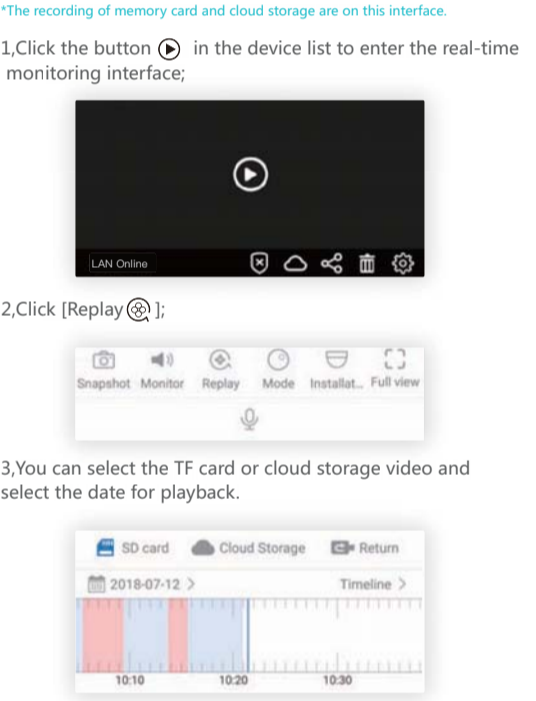 *The recording of memory card and cloud storage are on this interface.
1,Click the button in the device list to enter the real-time
monitoring interface;
LAN Online
2,Click [Replay ];
Snapshot Monitor Replay Mode Installat... Full view
3,You can select the TF card or cloud storage video and
select the date for playback.
SD card Cloud Storage Return
2018-07-12 > Timeline >
10:10 10:20 10:30